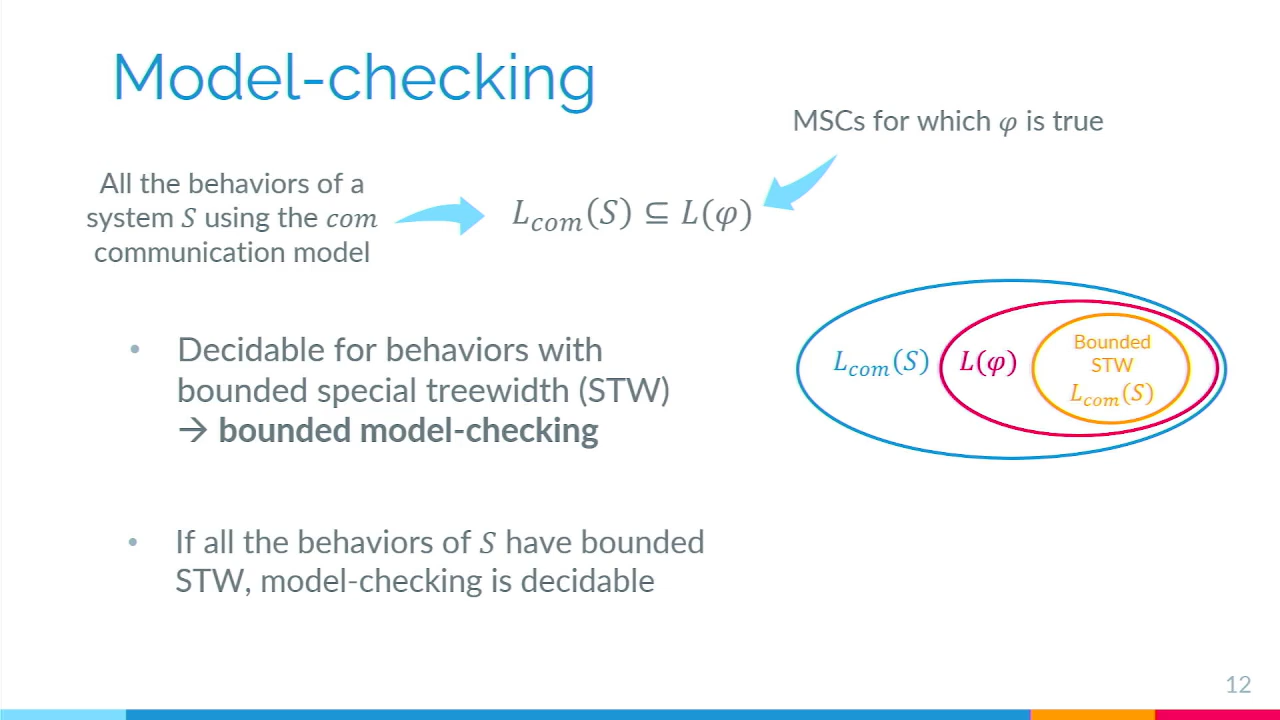 Model-checking
MSCs for which φ is true
All the behaviors of a
system S using the com
communication model
L_com(S) ⊆ L(φ)
• Decidable for behaviors with
bounded special treewidth (STW)
→ bounded model-checking
L_com(S)
L(φ)
Bounded
STW
L_com(S)
• If all the behaviors of S have bounded
STW, model-checking is decidable
12